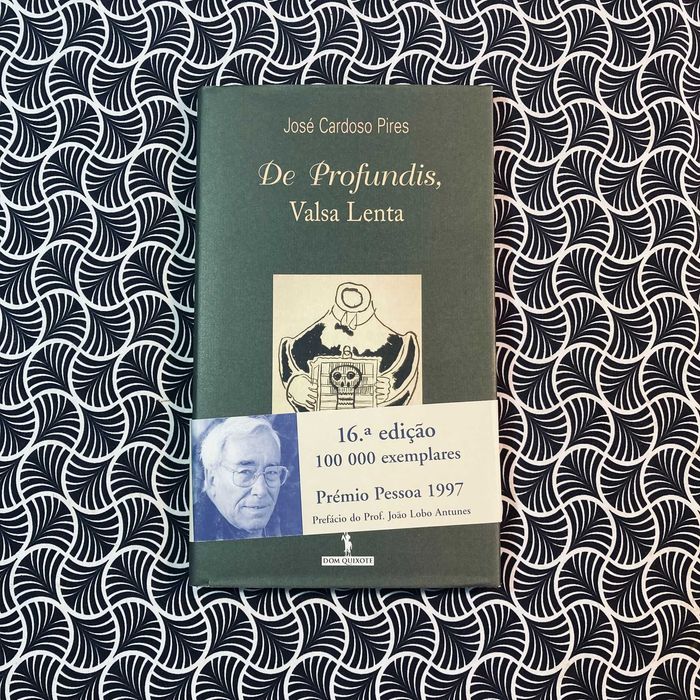 José Cardoso Pires
De Profundis,
Valsa Lenta
16.ª edição
100 000 exemplares
Prémio Pessoa 1997
Prefácio do Prof. João Lobo Antunes
DOM QUIXOTE